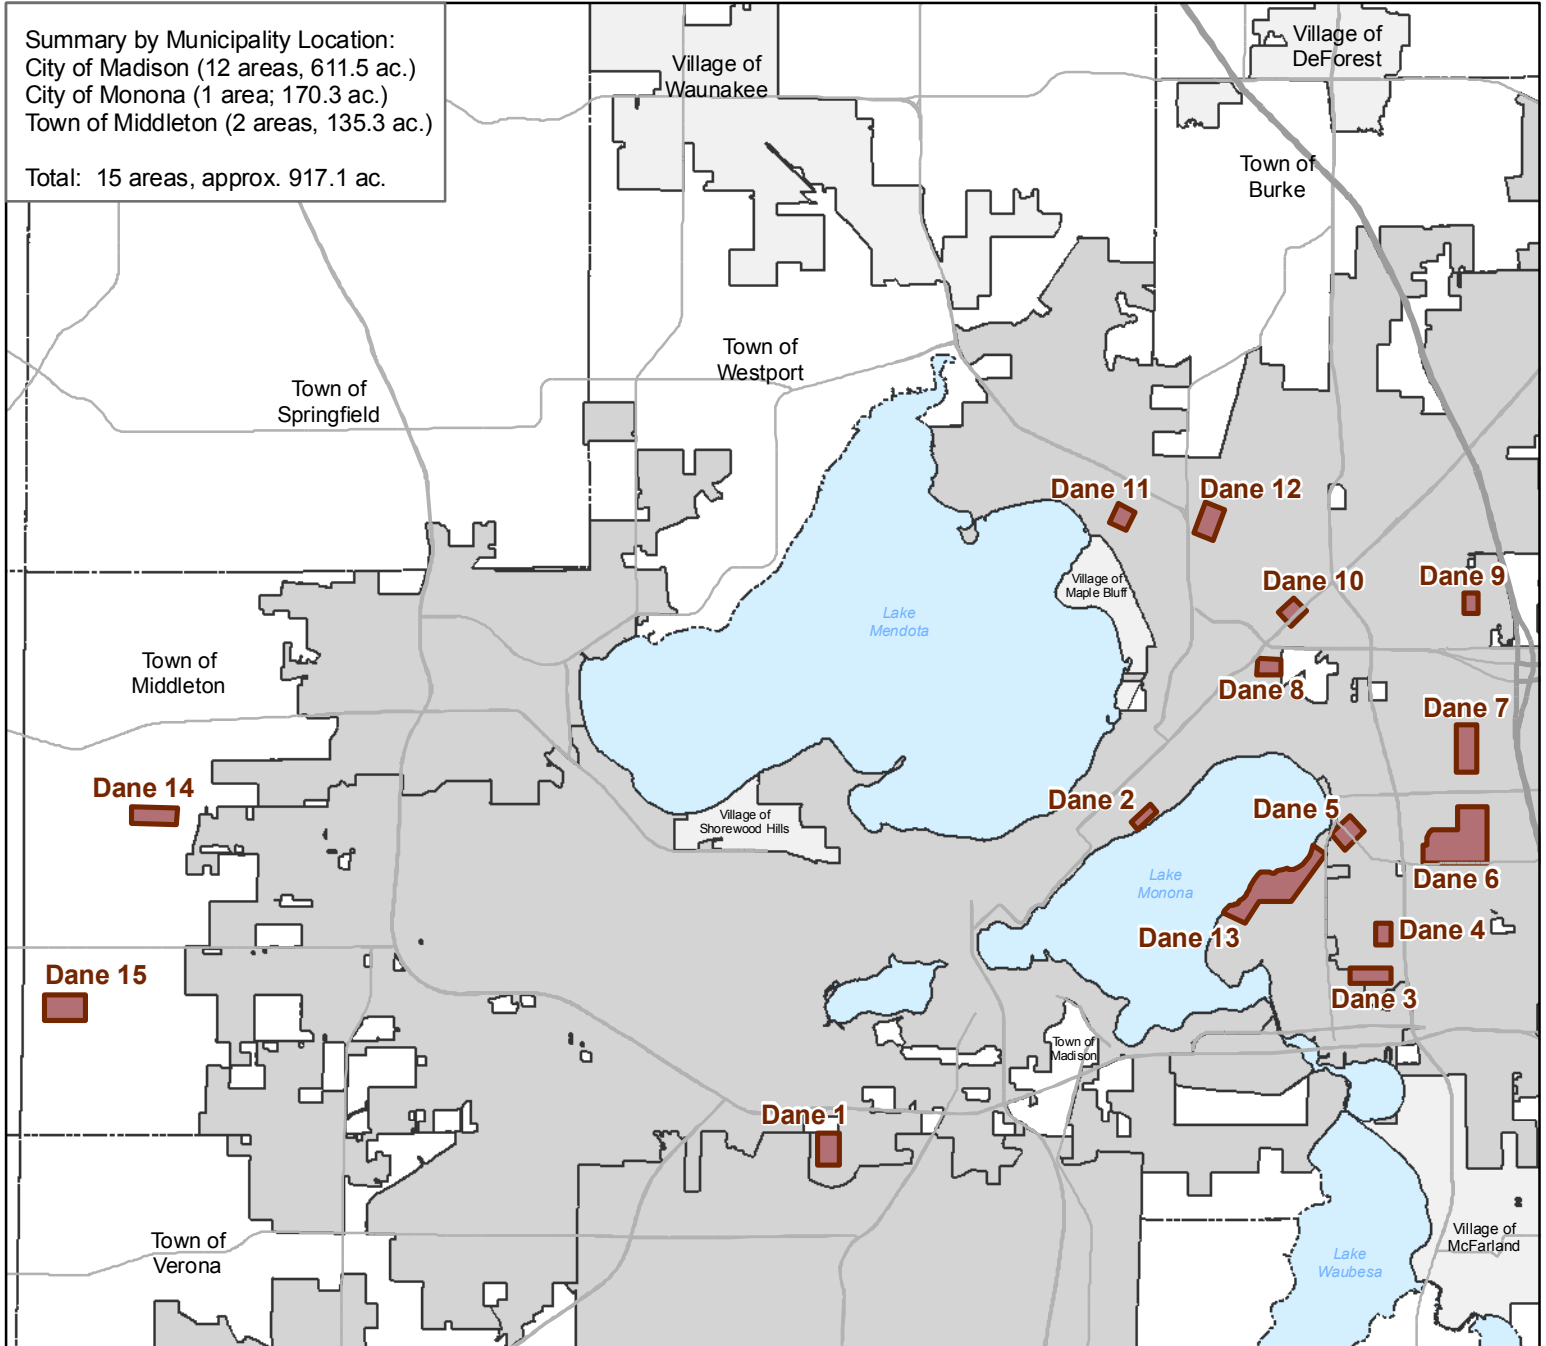 Summary by Municipality Location:
City of Madison (12 areas, 611.5 ac.)
City of Monona (1 area; 170.3 ac.)
Town of Middleton (2 areas, 135.3 ac.)
Total: 15 areas, approx. 917.1 ac.
Village of
DeForest
Village of
Waunakee
Town of
Burke
Town of
Westport
Town of
Springfield
Dane 11
Dane 12
Dane 10
Dane 9
Village of
Maple Bluff
Lake
Mendota
Town of
Middleton
Dane 8
Dane 7
Dane 14
Dane 2
Dane 5
Village of
Shorewood Hills
Lake
Monona
Dane 6
Dane 13
Dane 4
Dane 15
Dane 3
Town of
Madison
Dane 1
Town of
Verona
Village of
McFarland
Lake
Waubesa